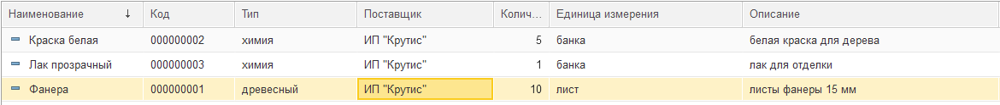 Наименование ↓ Код Тип Поставщик Колич... Единица измерения Описание
Краска белая 000000002 химия ИП "Крутис" 5 банка белая краска для дерева
Лак прозрачный 000000003 химия ИП "Крутис" 1 банка лак для отделки
Фанера 000000001 древесный ИП "Крутис" 10 лист листы фанеры 15 мм